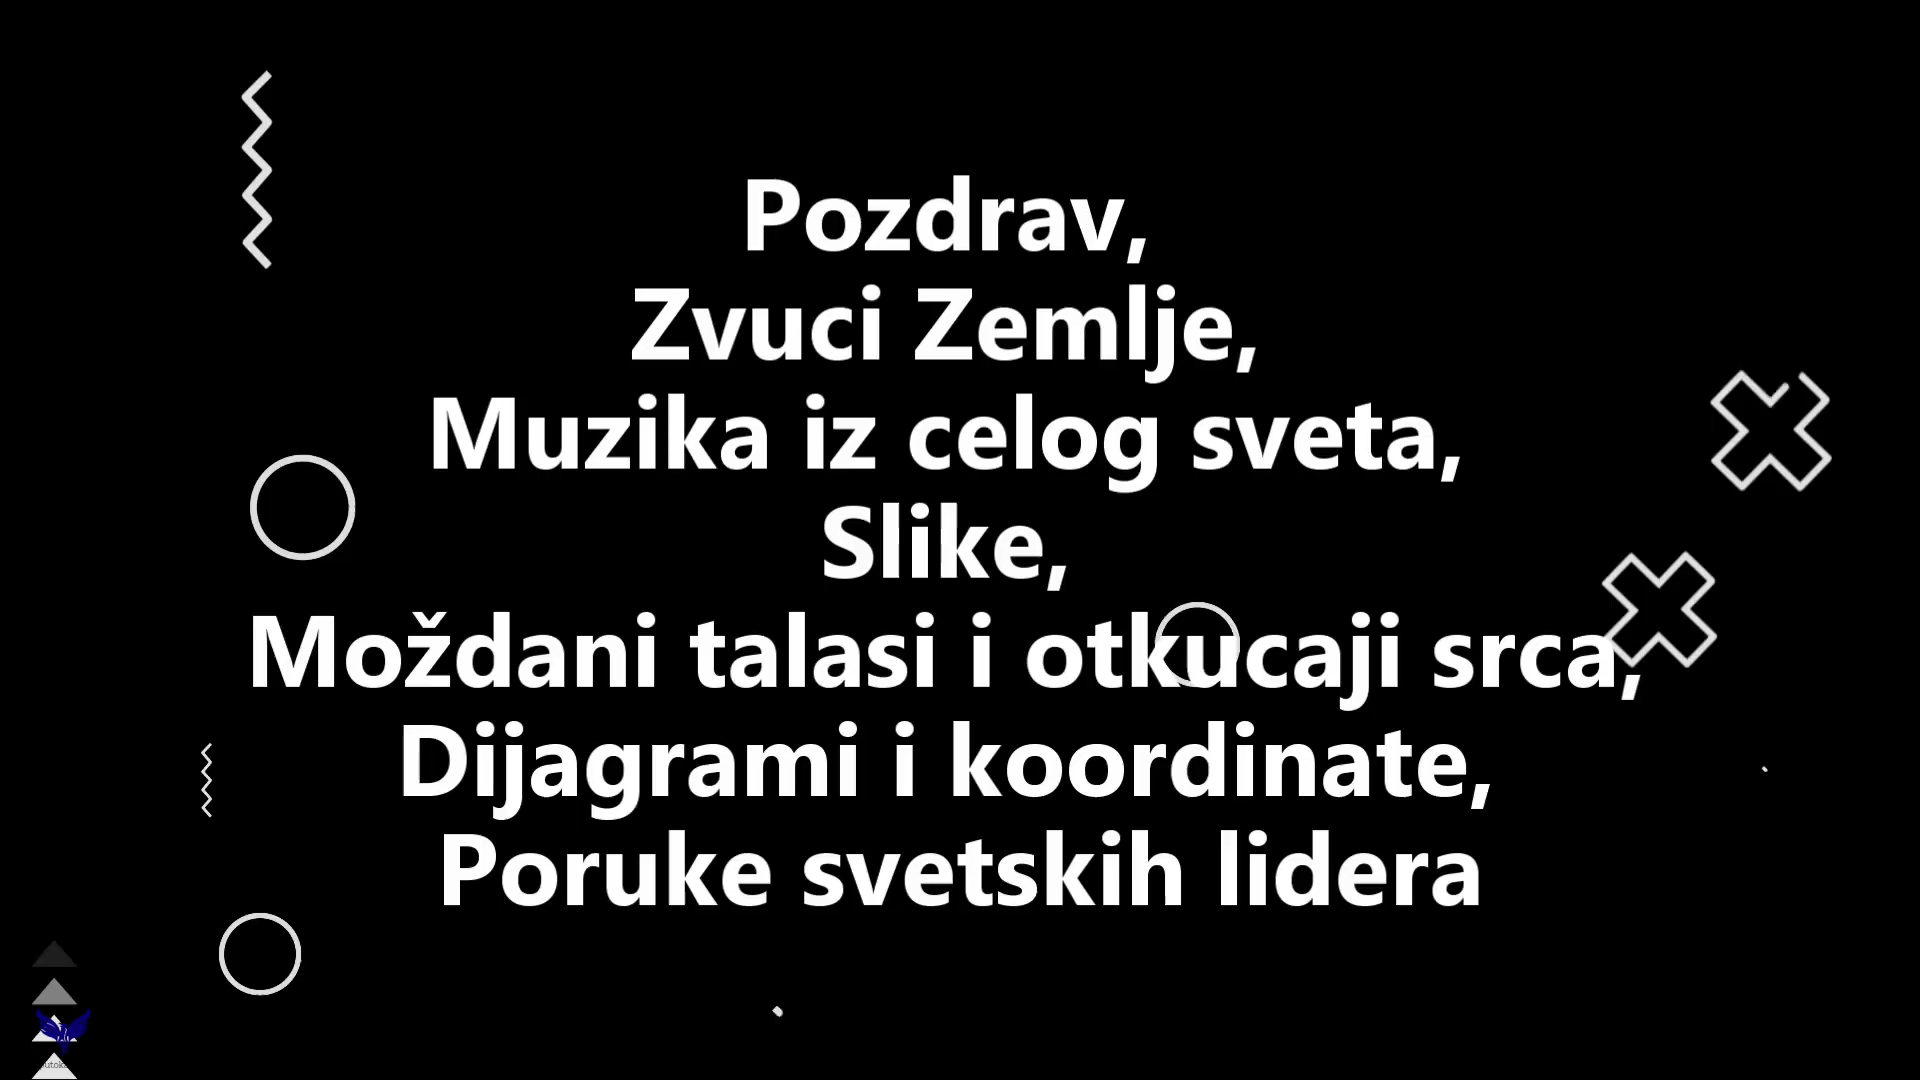 Pozdrav,
Zvuci Zemlje,
Muzika iz celog sveta,
Slike,
Moždani talasi i otkucaji srca,
Dijagrami i koordinate,
Poruke svetskih lidera